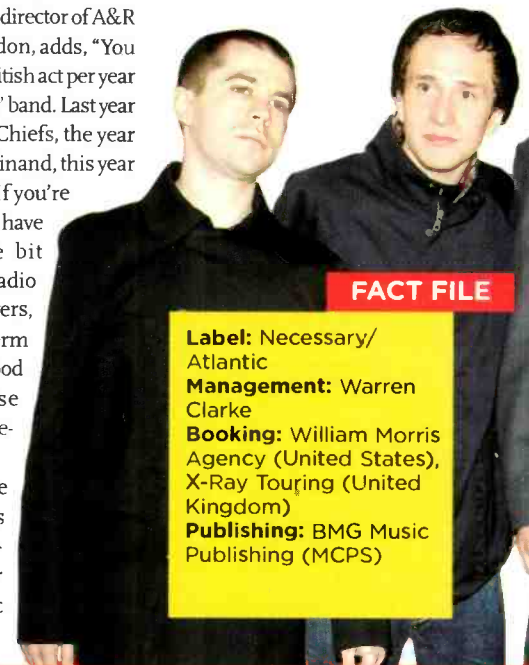 director of A&R
don, adds, "You
itish act per year
' band. Last year
Chiefs, the year
inand, this year
f you're
have
e bit
adio
ers,
rm
od
se
e-
e
s
FACT FILE
Label: Necessary/
Atlantic
Management: Warren
Clarke
Booking: William Morris
Agency (United States),
X-Ray Touring (United
Kingdom)
Publishing: BMG Music
Publishing (MCPS)